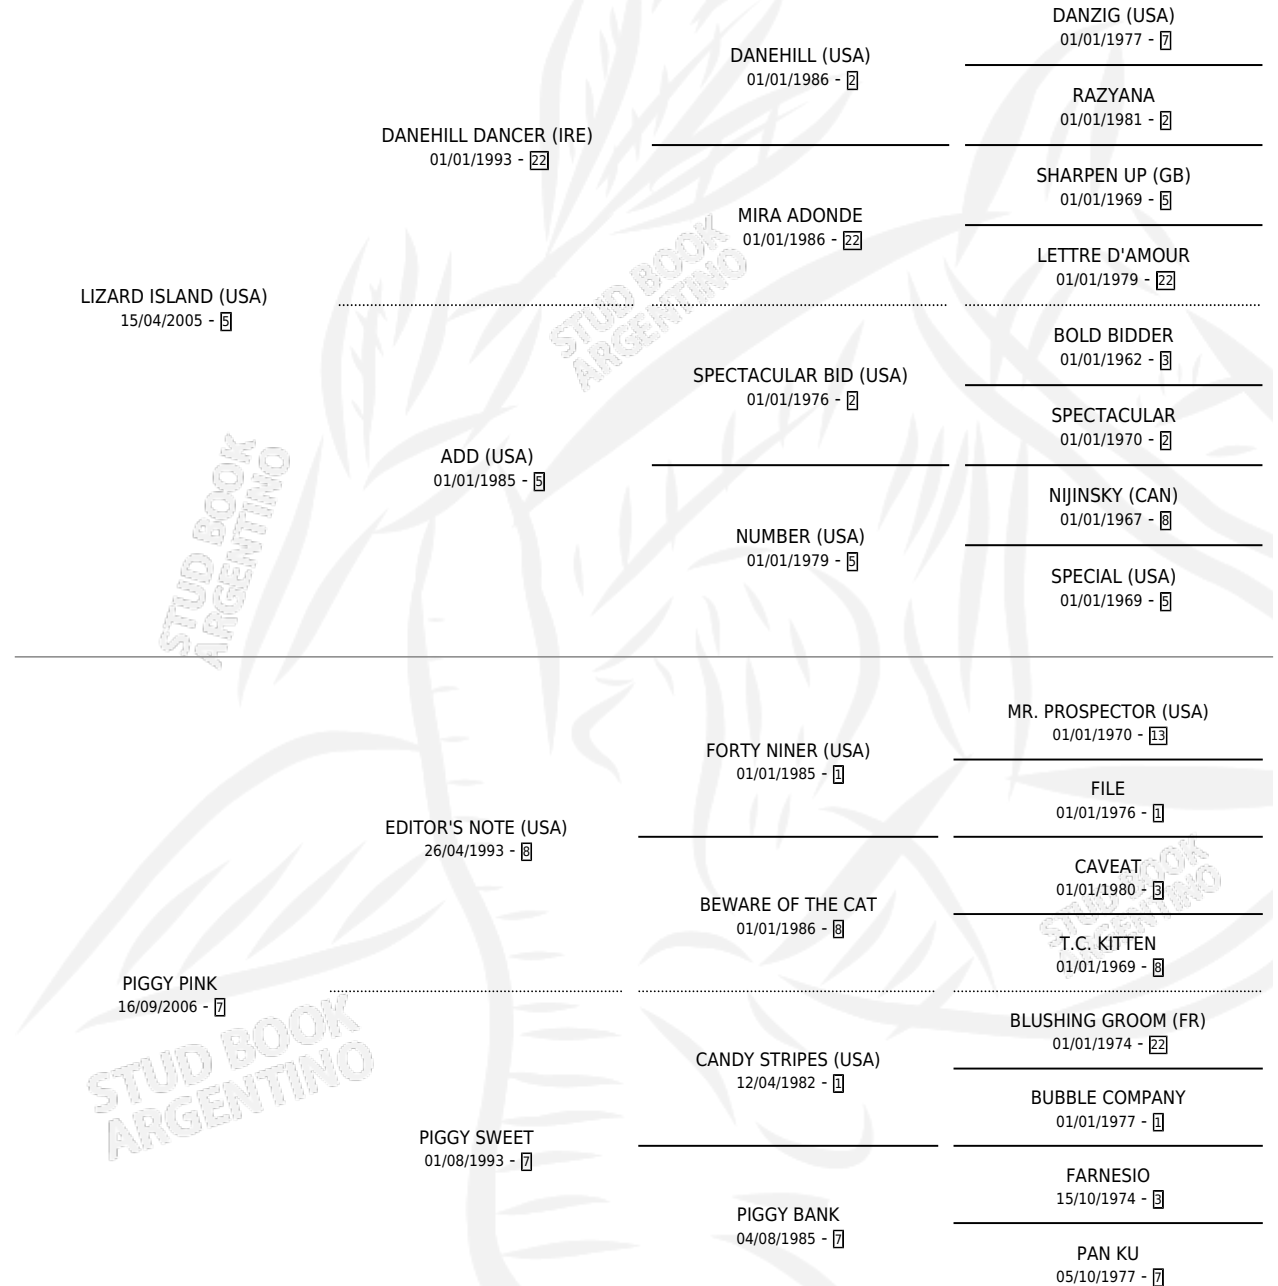 DANZIG (USA)
01/01/1977 - 7
DANEHILL (USA)
01/01/1986 - 2
RAZYANA
01/01/1981 - 2
DANEHILL DANCER (IRE)
01/01/1993 - 22
SHARPEN UP (GB)
01/01/1969 - 5
MIRA ADONDE
01/01/1986 - 22
LETTRE D'AMOUR
01/01/1979 - 22
LIZARD ISLAND (USA)
15/04/2005 - 5
STUD BOOK
ARGENTINO
BOLD BIDDER
01/01/1962 - 3
SPECTACULAR BID (USA)
01/01/1976 - 2
SPECTACULAR
01/01/1970 - 2
ADD (USA)
01/01/1985 - 5
NIJINSKY (CAN)
01/01/1967 - 8
NUMBER (USA)
01/01/1979 - 5
SPECIAL (USA)
01/01/1969 - 5
STUD BOOK
ARGENTINO
MR. PROSPECTOR (USA)
01/01/1970 - 13
FORTY NINER (USA)
01/01/1985 - 1
FILE
01/01/1976 - 1
EDITOR'S NOTE (USA)
26/04/1993 - 8
CAVEAT
01/01/1980 - 3
BEWARE OF THE CAT
01/01/1986 - 8
T.C. KITTEN
01/01/1969 - 8
STUD BOOK
ARGENTINO
PIGGY PINK
16/09/2006 - 7
BLUSHING GROOM (FR)
01/01/1974 - 22
CANDY STRIPES (USA)
12/04/1982 - 1
BUBBLE COMPANY
01/01/1977 - 1
STUD BOOK
ARGENTINO
PIGGY SWEET
01/08/1993 - 7
FARNESIO
15/10/1974 - 3
PIGGY BANK
04/08/1985 - 7
PAN KU
05/10/1977 - 7